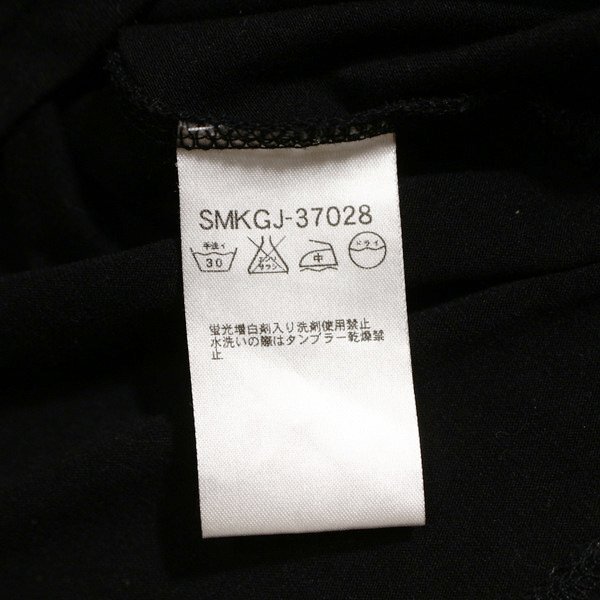 SMKGJ-37028
手洗イ
30
エンソ
サラシ
中
ドライ
蛍光増白剤入り洗剤使用禁止
水洗いの際はタンブラー乾燥禁
止